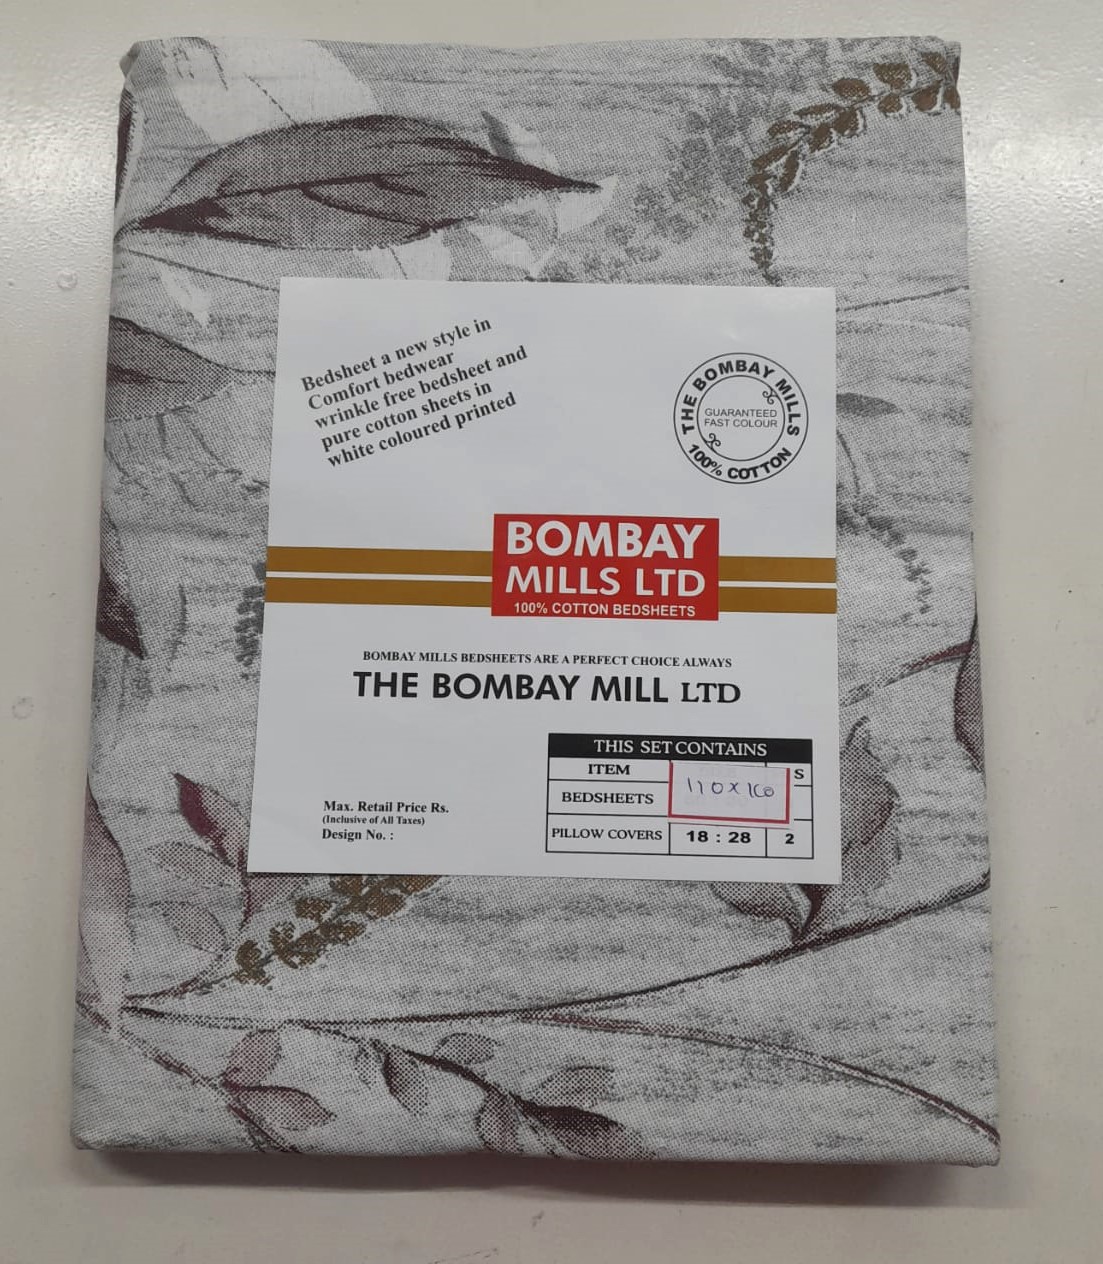 Bedsheet a new style in
Comfort bedwear
wrinkle free bedsheet and
pure cotton sheets in
white coloured printed
THE BOMBAY MILLS
GUARANTEED
FAST COLOUR
100% COTTON
BOMBAY
MILLS LTD
100% COTTON BEDSHEETS
BOMBAY MILLS BEDSHEETS ARE A PERFECT CHOICE ALWAYS
THE BOMBAY MILL LTD
THIS SET CONTAINS
ITEM S
BEDSHEETS 110x100
PILLOW COVERS 18 : 28 2
Max. Retail Price Rs.
(Inclusive of All Taxes)
Design No. :